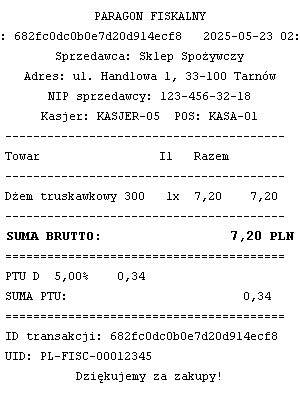 PARAGON FISKALNY
: 682fc0dc0b0e7d20d914ecf8 2025-05-23 02:
Sprzedawca: Sklep Spożywczy
Adres: ul. Handlowa 1, 33-100 Tarnów
NIP sprzedawcy: 123-456-32-18
Kasjer: KASJER-05 POS: KASA-01
----------------------------------------
Towar Il Razem
----------------------------------------
Dżem truskawkowy 300 1x 7,20 7,20
----------------------------------------
SUMA BRUTTO: 7,20 PLN
========================================
PTU D 5,00% 0,34
SUMA PTU: 0,34
========================================
ID transakcji: 682fc0dc0b0e7d20d914ecf8
UID: PL-FISC-00012345
Dziękujemy za zakupy!